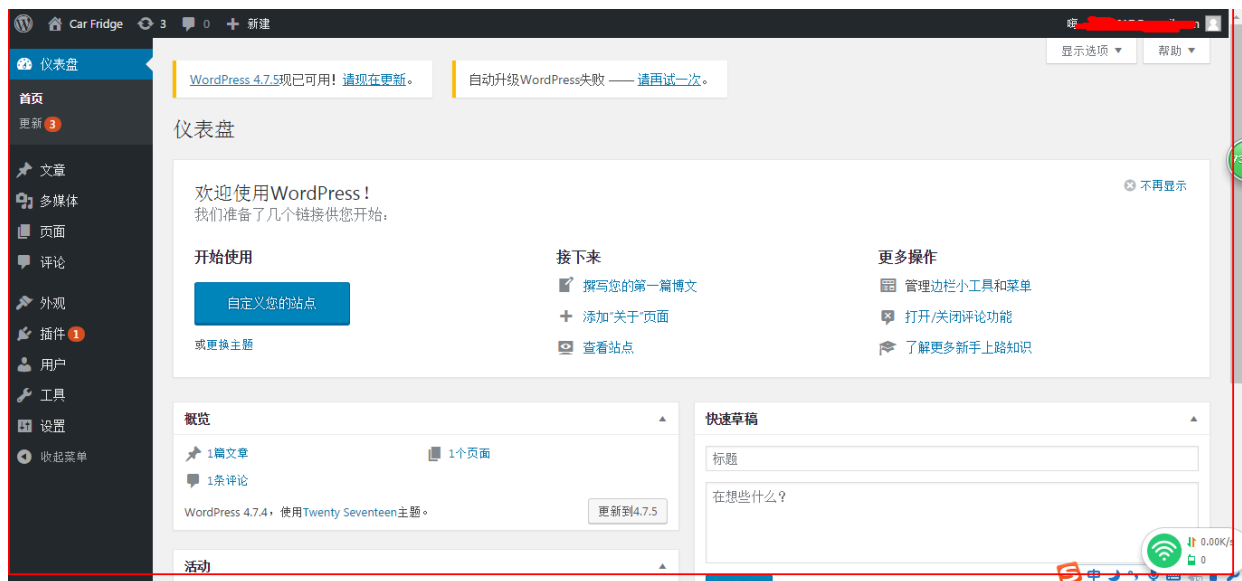 Car Fridge 3 0 + 新建
嗨
显示选项 ▼ 帮助 ▼
仪表盘
首页
更新 3
文章
多媒体
页面
评论
外观
插件 1
用户
工具
设置
收起菜单
WordPress 4.7.5现已可用！请现在更新。
自动升级WordPress失败 —— 请再试一次。
仪表盘
欢迎使用WordPress！
不再显示
我们准备了几个链接供您开始：
开始使用
自定义您的站点
或更换主题
接下来
撰写您的第一篇博文
添加“关于”页面
查看站点
更多操作
管理边栏小工具和菜单
打开/关闭评论功能
了解更多新手上路知识
概览
1篇文章
1个页面
1条评论
WordPress 4.7.4，使用Twenty Seventeen主题。
更新到4.7.5
活动
快速草稿
标题
在想些什么？
0.00K/s
0
中